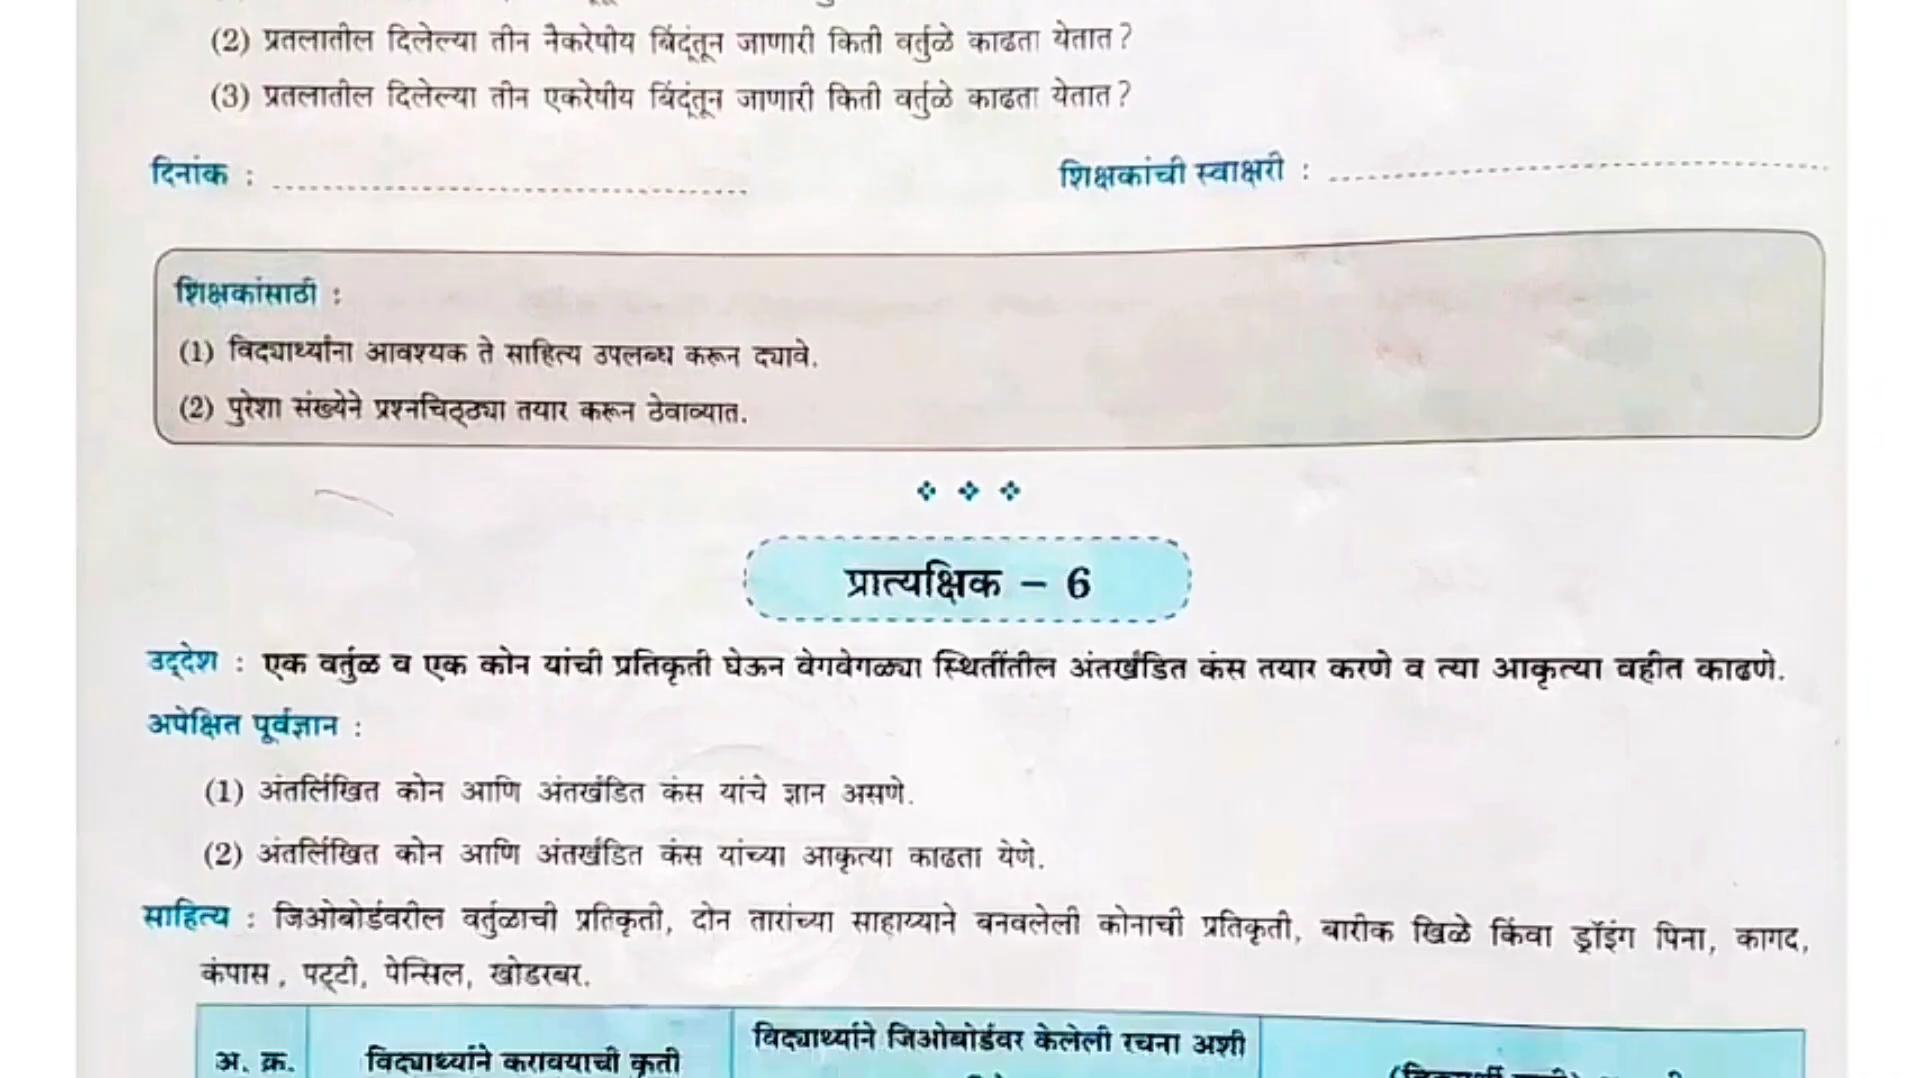 (2) प्रतलातील दिलेल्या तीन नैकरेषीय बिंदूंतून जाणारी किती वर्तुळे काढता येतात?
(3) प्रतलातील दिलेल्या तीन एकरेषीय बिंदूंतून जाणारी किती वर्तुळे काढता येतात?
दिनांक : शिक्षकांची स्वाक्षरी :
शिक्षकांसाठी :
(1) विद्यार्थ्यांना आवश्यक ते साहित्य उपलब्ध करून द्यावे.
(2) पुरेशा संख्येने प्रश्नचिठ्ठ्या तयार करून ठेवाव्यात.
प्रात्यक्षिक – 6
उद्देश : एक वर्तुळ व एक कोन यांची प्रतिकृती घेऊन वेगवेगळ्या स्थितींतील अंतर्खंडित कंस तयार करणे व त्या आकृत्या वहीत काढणे.
अपेक्षित पूर्वज्ञान :
(1) अंतर्लिखित कोन आणि अंतर्खंडित कंस यांचे ज्ञान असणे.
(2) अंतर्लिखित कोन आणि अंतर्खंडित कंस यांच्या आकृत्या काढता येणे.
साहित्य : जिओबोर्डवरील वर्तुळाची प्रतिकृती, दोन तारांच्या साहाय्याने बनवलेली कोनाची प्रतिकृती, बारीक खिळे किंवा ड्रॉइंग पिना, कागद,
कंपास, पट्टी, पेन्सिल, खोडरबर.
विद्यार्थ्याने जिओबोर्डवर केलेली रचना अशी
अ. क्र. विद्यार्थ्याने करावयाची कृती